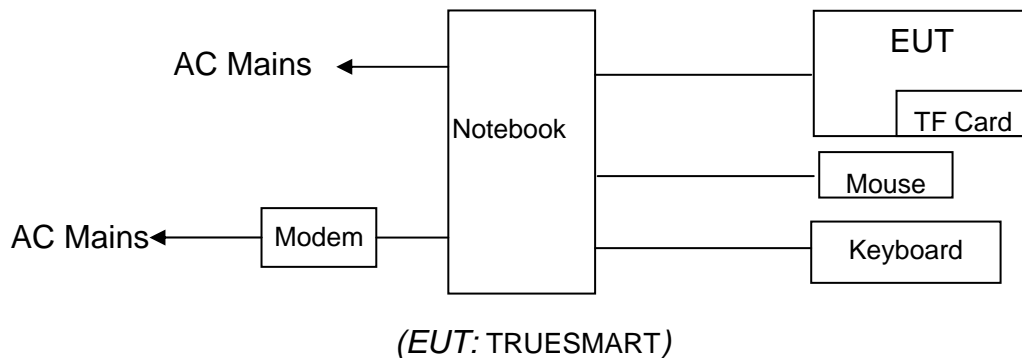 EUT
AC Mains
TF Card
Notebook
Mouse
AC Mains
Modem
Keyboard
(EUT: TRUESMART)